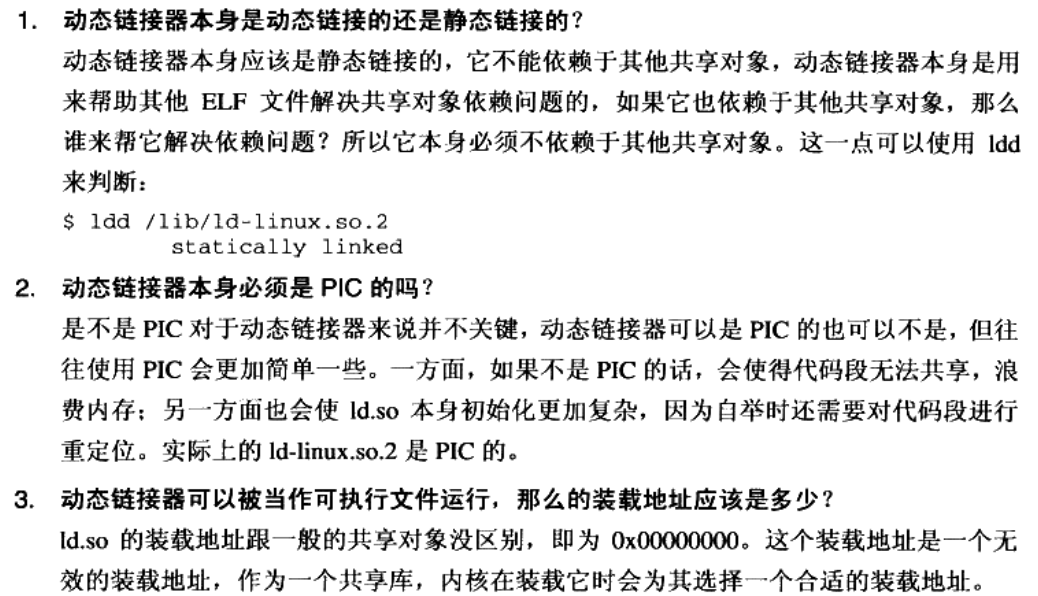 1. 动态链接器本身是动态链接的还是静态链接的?
动态链接器本身应该是静态链接的,它不能依赖于其他共享对象,动态链接器本身是用
来帮助其他 ELF 文件解决共享对象依赖问题的,如果它也依赖于其他共享对象,那么
谁来帮它解决依赖问题?所以它本身必须不依赖于其他共享对象。这一点可以使用 ldd
来判断:
$ ldd /lib/ld-linux.so.2
statically linked
2. 动态链接器本身必须是 PIC 的吗?
是不是 PIC 对于动态链接器来说并不关键,动态链接器可以是 PIC 的也可以不是,但往
往使用 PIC 会更加简单一些。一方面,如果不是 PIC 的话,会使得代码段无法共享,浪
费内存;另一方面也会使 ld.so 本身初始化更加复杂,因为自举时还需要对代码段进行
重定位。实际上的 ld-linux.so.2 是 PIC 的。
3. 动态链接器可以被当作可执行文件运行,那么的装载地址应该是多少?
ld.so 的装载地址跟一般的共享对象没区别,即为 0x00000000。这个装载地址是一个无
效的装载地址,作为一个共享库,内核在装载它时会为其选择一个合适的装载地址。